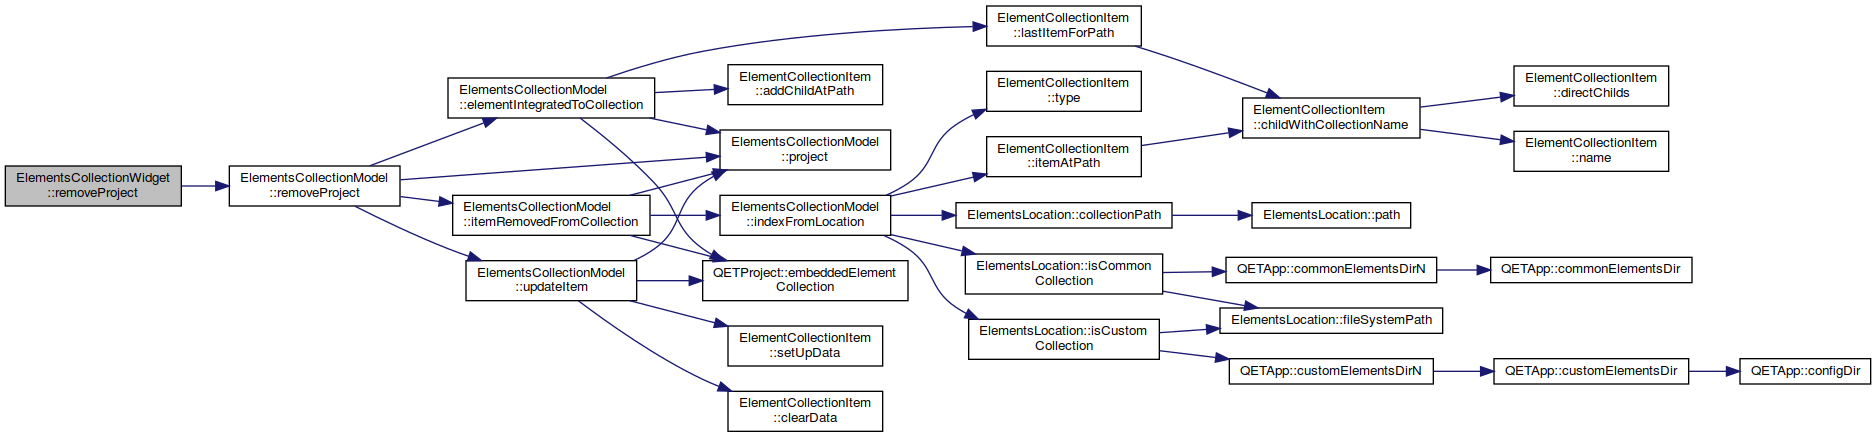 ElementsCollectionWidget
::removeProject
ElementsCollectionModel
::removeProject
ElementsCollectionModel
::elementIntegratedToCollection
ElementsCollectionModel
::itemRemovedFromCollection
ElementsCollectionModel
::updateItem
ElementCollectionItem
::addChildAtPath
ElementsCollectionModel
::project
ElementsCollectionModel
::indexFromLocation
QETProject::embeddedElement
Collection
ElementCollectionItem
::setUpData
ElementCollectionItem
::clearData
ElementCollectionItem
::lastItemForPath
ElementCollectionItem
::type
ElementCollectionItem
::itemAtPath
ElementsLocation::collectionPath
ElementsLocation::isCommon
Collection
ElementsLocation::isCustom
Collection
ElementCollectionItem
::childWithCollectionName
ElementsLocation::path
QETApp::commonElementsDirN
ElementsLocation::fileSystemPath
QETApp::customElementsDirN
ElementCollectionItem
::directChilds
ElementCollectionItem
::name
QETApp::commonElementsDir
QETApp::customElementsDir
QETApp::configDir